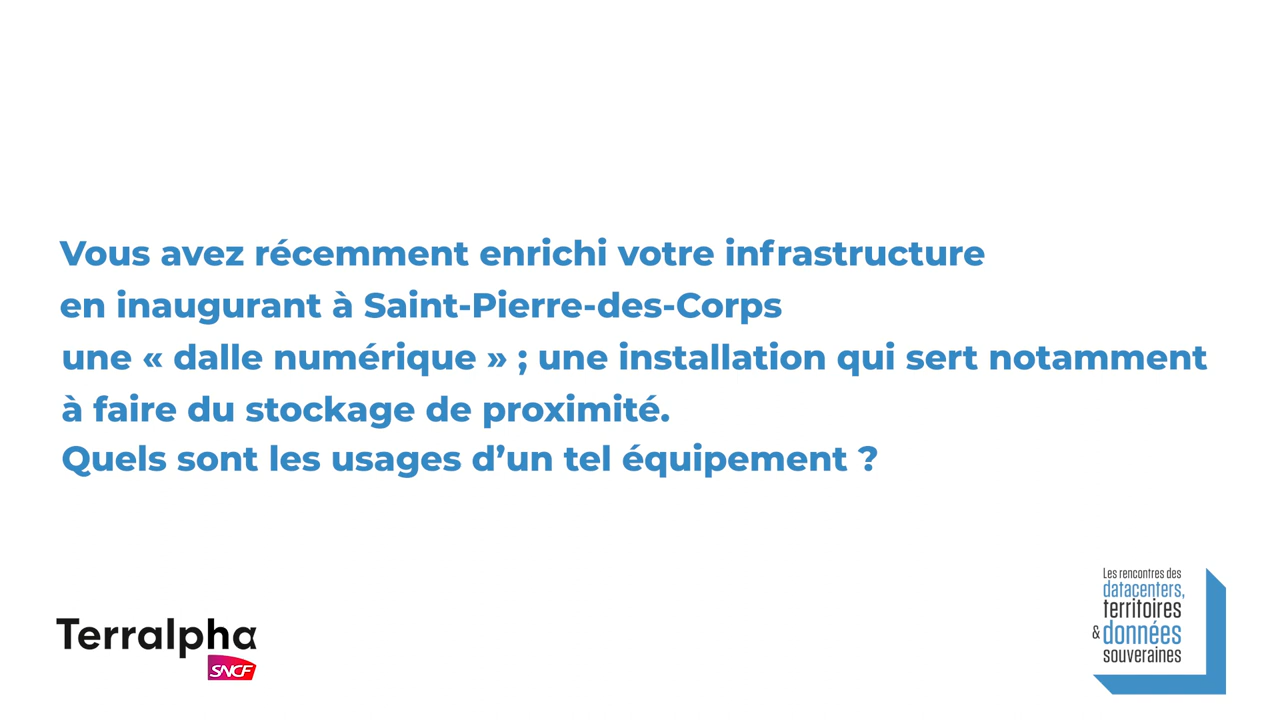 Vous avez récemment enrichi votre infrastructure
en inaugurant à Saint-Pierre-des-Corps
une « dalle numérique » ; une installation qui sert notamment
à faire du stockage de proximité.
Quels sont les usages d’un tel équipement ?
Terralpha
SNCF
Les rencontres des
datacenters,
territoires
& données
souveraines